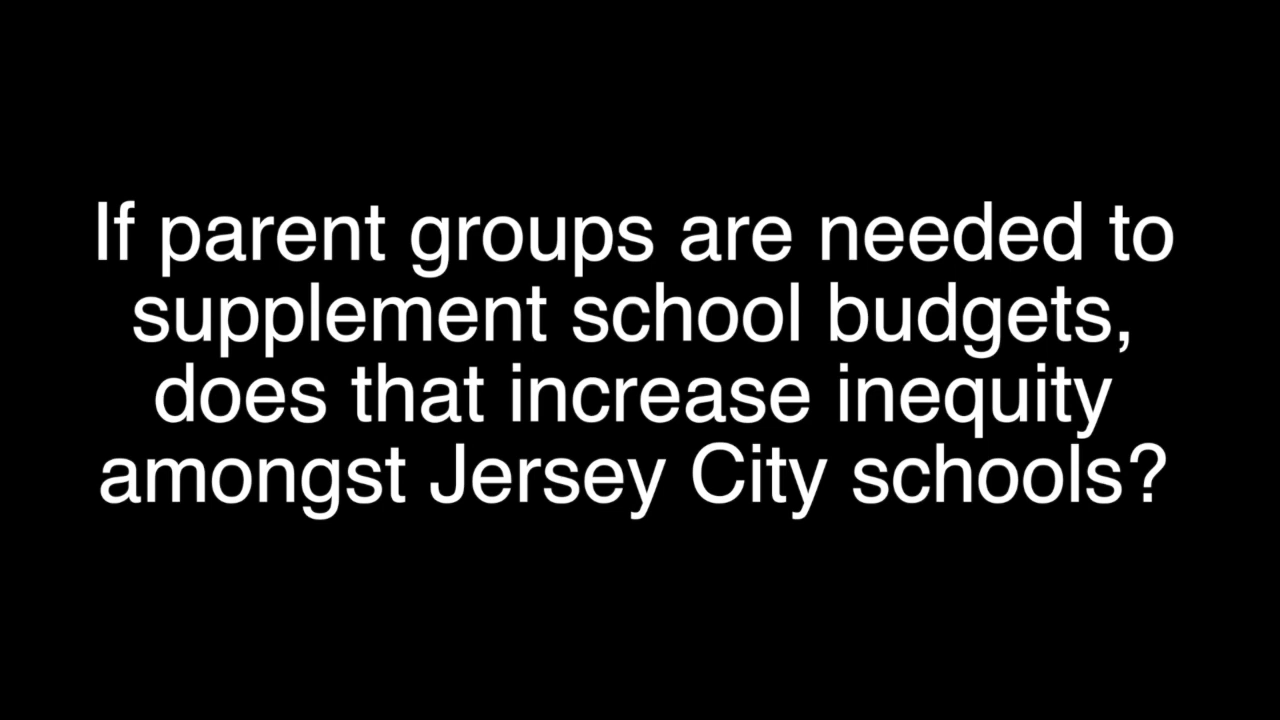 If parent groups are needed to
supplement school budgets,
does that increase inequity
amongst Jersey City schools?